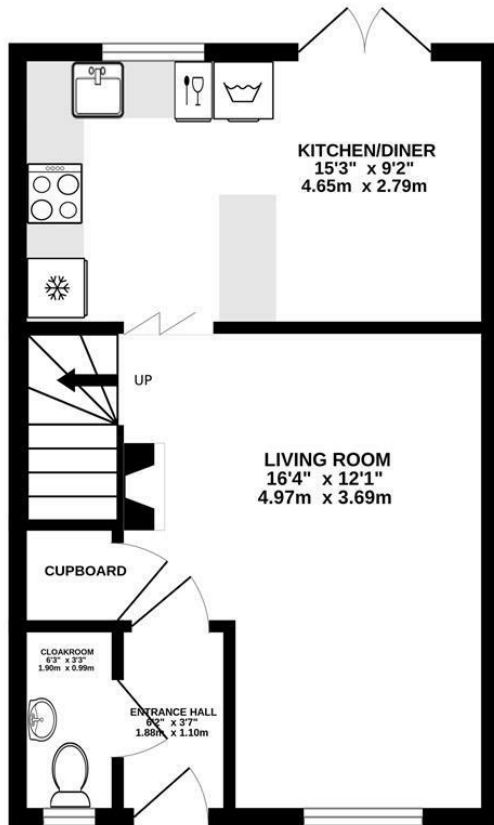 KITCHEN/DINER
15'3" x 9'2"
4.65m x 2.79m
UP
LIVING ROOM
16'4" x 12'1"
4.97m x 3.69m
CUPBOARD
CLOAKROOM
6'3" x 3'3"
1.90m x 0.99m
ENTRANCE HALL
6'2" x 3'7"
1.88m x 1.10m